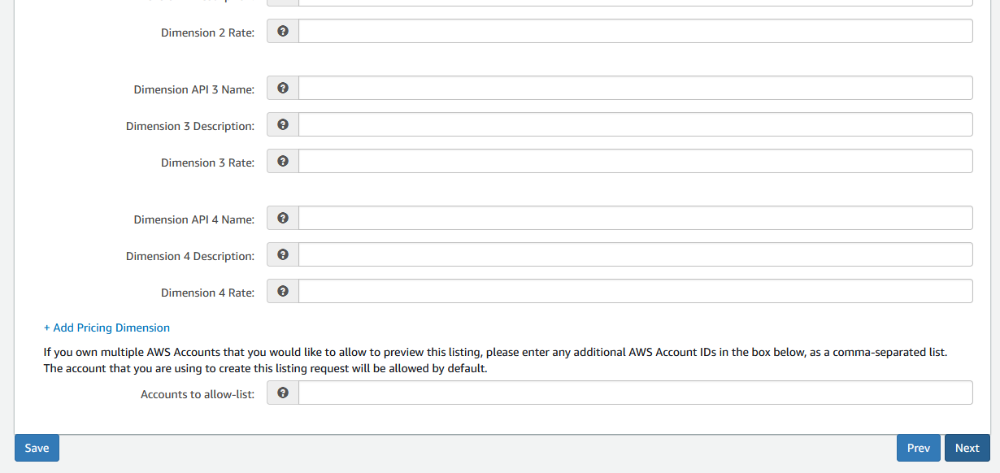 Dimension 2 Rate:
Dimension API 3 Name:
Dimension 3 Description:
Dimension 3 Rate:
Dimension API 4 Name:
Dimension 4 Description:
Dimension 4 Rate:
+ Add Pricing Dimension
If you own multiple AWS Accounts that you would like to allow to preview this listing, please enter any additional AWS Account IDs in the box below, as a comma-separated list.
The account that you are using to create this listing request will be allowed by default.
Accounts to allow-list:
Save
Prev
Next